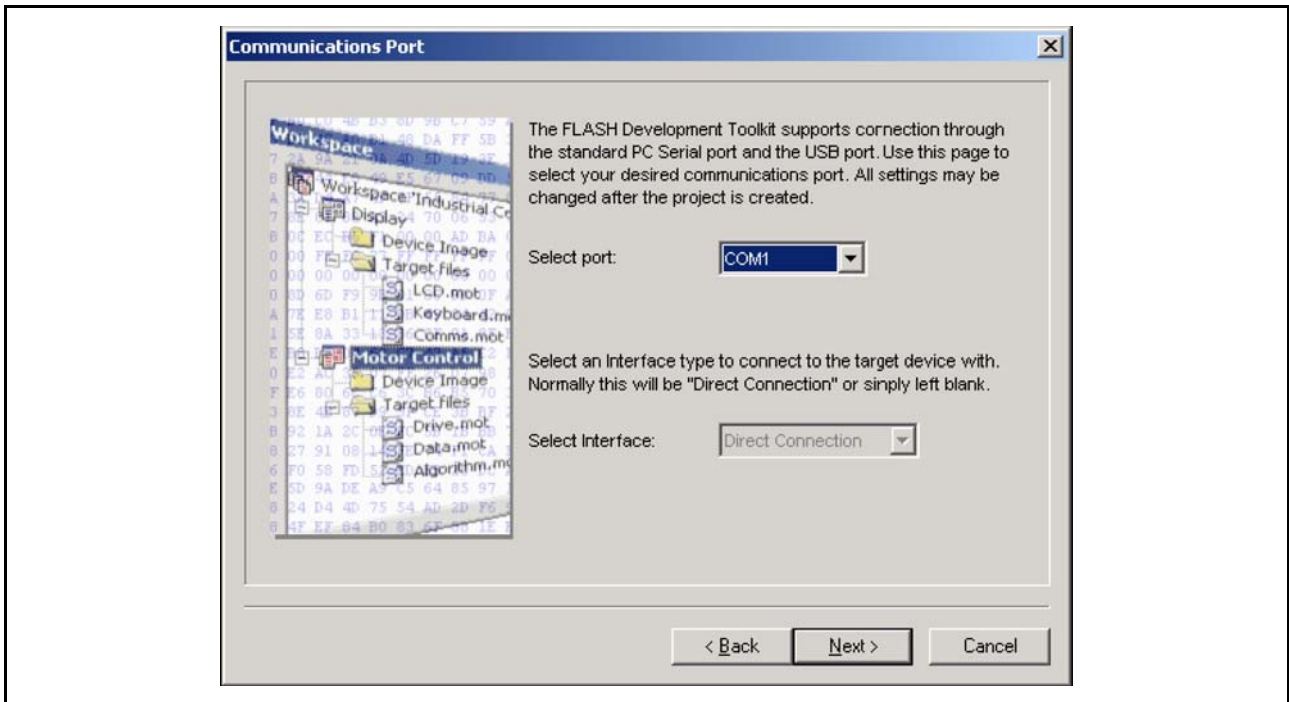 Communications Port
Workspace
Workspace 'Industrial Co
Display
Device Image
Target files
LCD.mot
Keyboard.m
Comms.mot
Motor Control
Device Image
Target files
Drive.mot
Data.mot
Algorithm.mo
The FLASH Development Toolkit supports connection through
the standard PC Serial port and the USB port. Use this page to
select your desired communications port. All settings may be
changed after the project is created.
Select port:
COM1
Select an Interface type to connect to the target device with.
Normally this will be "Direct Connection" or simply left blank.
Select Interface:
Direct Connection
< Back
Next >
Cancel